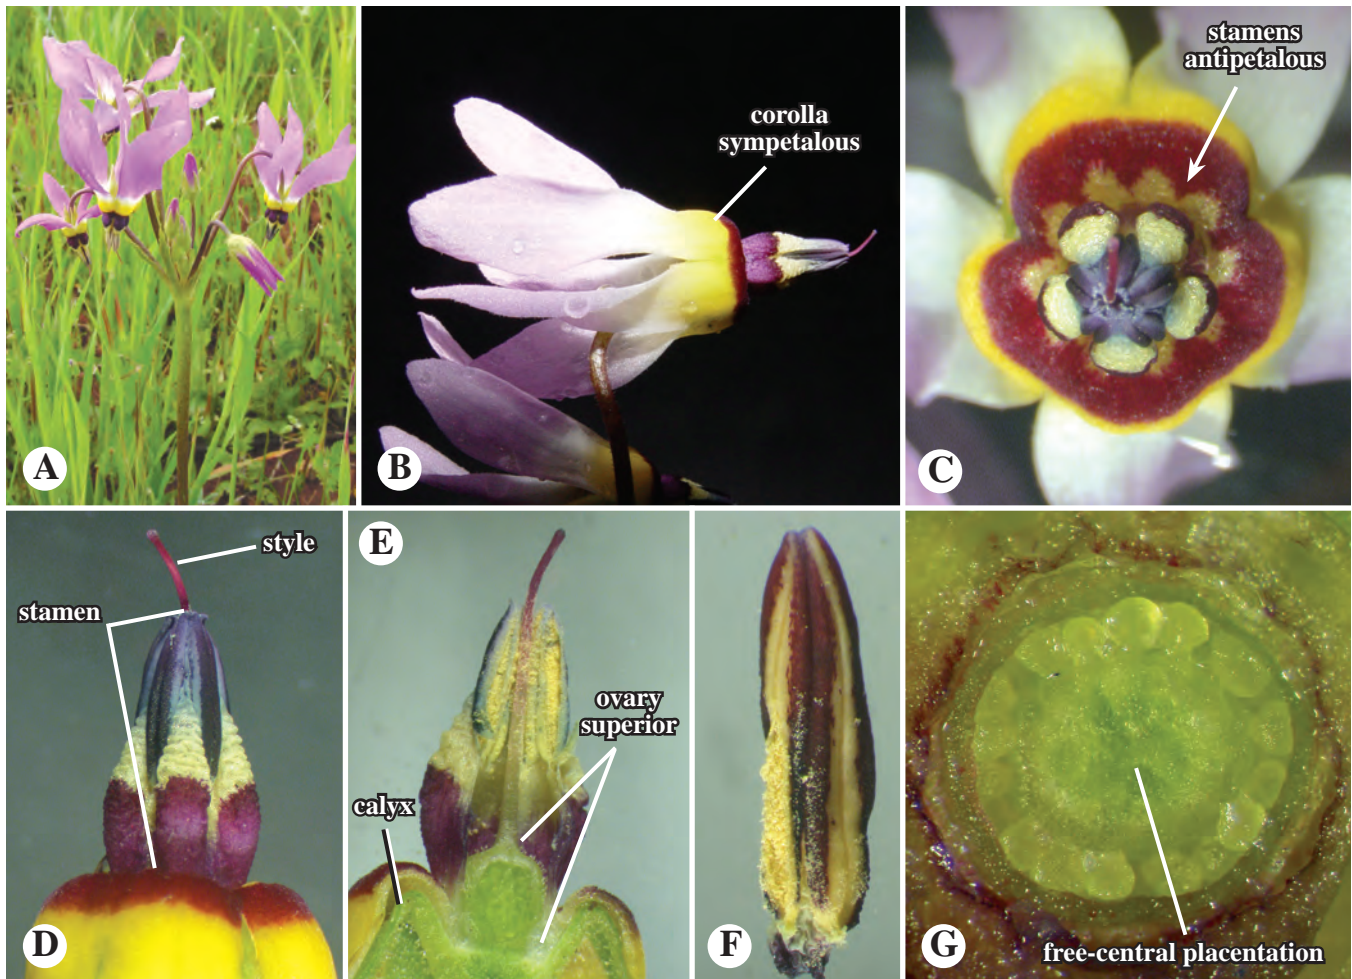 A
corolla
sympetalous
B
stamens
antipetalous
C
style
stamen
D
E
ovary
superior
calyx
F
free-central placentation
G